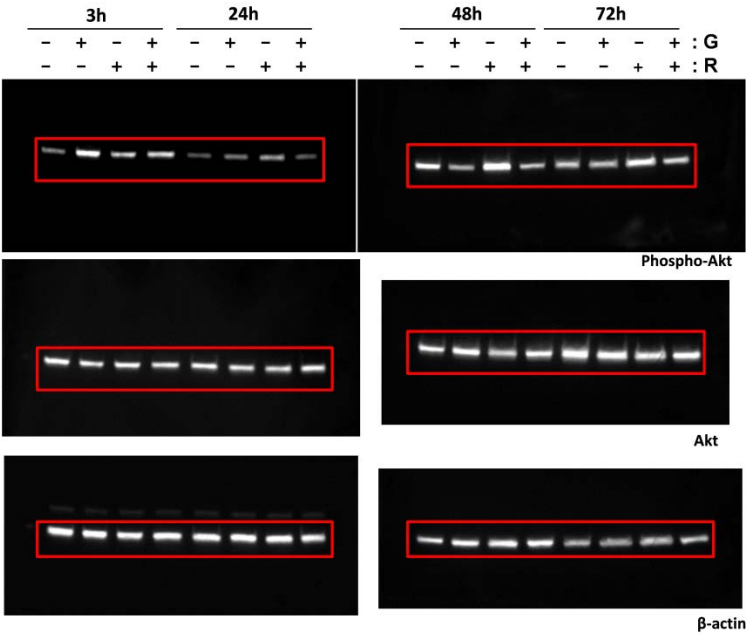 3h 24h 48h 72h
– + – + – + – + – + – + – + – + : G
– – + + – – + + – – + + – – + + : R
Phospho-Akt
Akt
β-actin